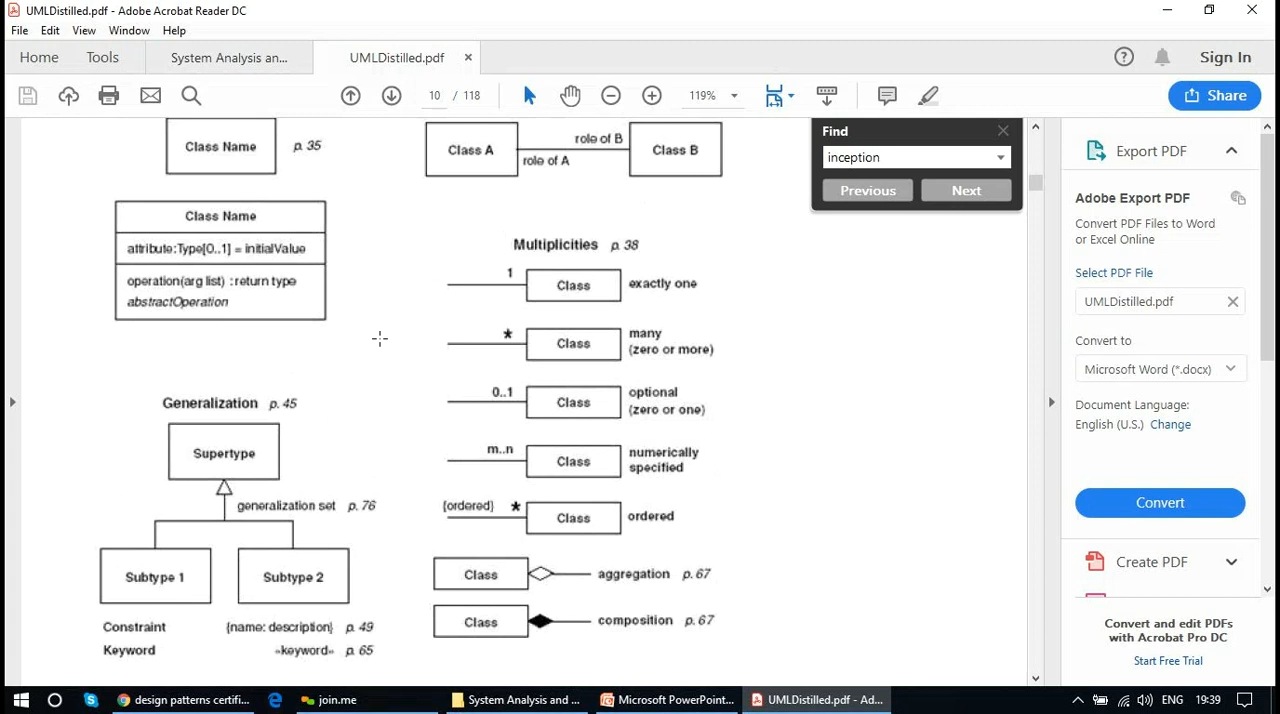 UMLDistilled.pdf - Adobe Acrobat Reader DC
File Edit View Window Help
Home Tools System Analysis an... UMLDistilled.pdf × Sign In
10 / 118 119% Share
Find
inception
Previous Next
Class Name p. 35
Class A role of B Class B
role of A
Class Name
attribute:Type[0..1] = initialValue
operation(arg list) : return type
abstractOperation
Multiplicities p. 38
1 Class exactly one
* Class many
(zero or more)
0..1 Class optional
(zero or one)
m..n Class numerically
specified
{ordered} * Class ordered
Class aggregation p. 67
Class composition p. 67
Generalization p. 45
Supertype
generalization set p. 76
Subtype 1 Subtype 2
Constraint {name: description} p. 49
Keyword «keyword» p. 65
Export PDF
Adobe Export PDF
Convert PDF Files to Word
or Excel Online
Select PDF File
UMLDistilled.pdf
Convert to
Microsoft Word (*.docx)
Document Language:
English (U.S.) Change
Convert
Create PDF
Convert and edit PDFs
with Acrobat Pro DC
Start Free Trial
design patterns certifi... join.me System Analysis and ... Microsoft PowerPoint... UMLDistilled.pdf - Ad... ENG 19:39